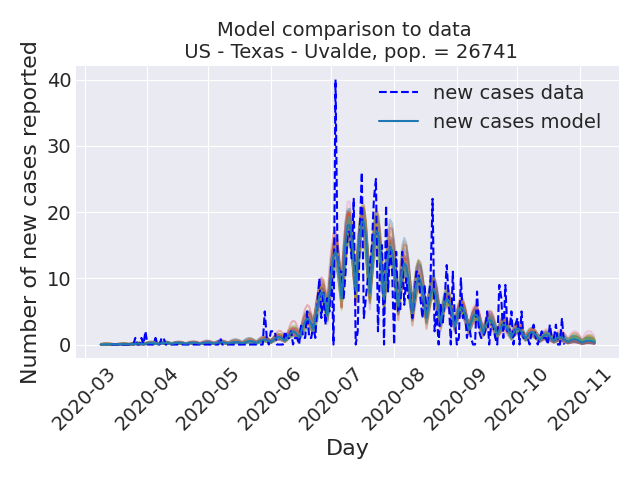 Model comparison to data
US - Texas - Uvalde, pop. = 26741
Number of new cases reported
40
30
20
10
0
new cases data
new cases model
2020-03
2020-04
2020-05
2020-06
2020-07
2020-08
2020-09
2020-10
2020-11
Day